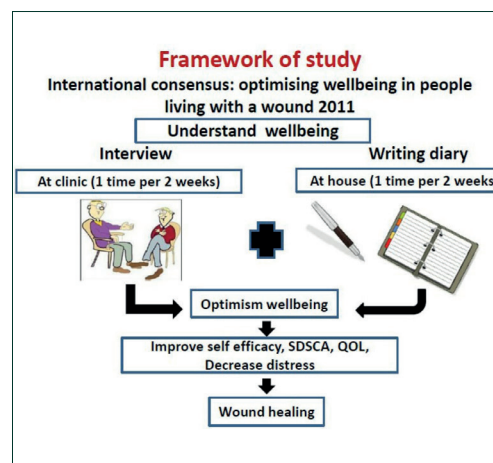 Framework of study
International consensus: optimising wellbeing in people
living with a wound 2011
Understand wellbeing
Interview
Writing diary
At clinic (1 time per 2 weeks)
At house (1 time per 2 weeks
Optimism wellbeing
Improve self efficacy, SDSCA, QOL,
Decrease distress
Wound healing